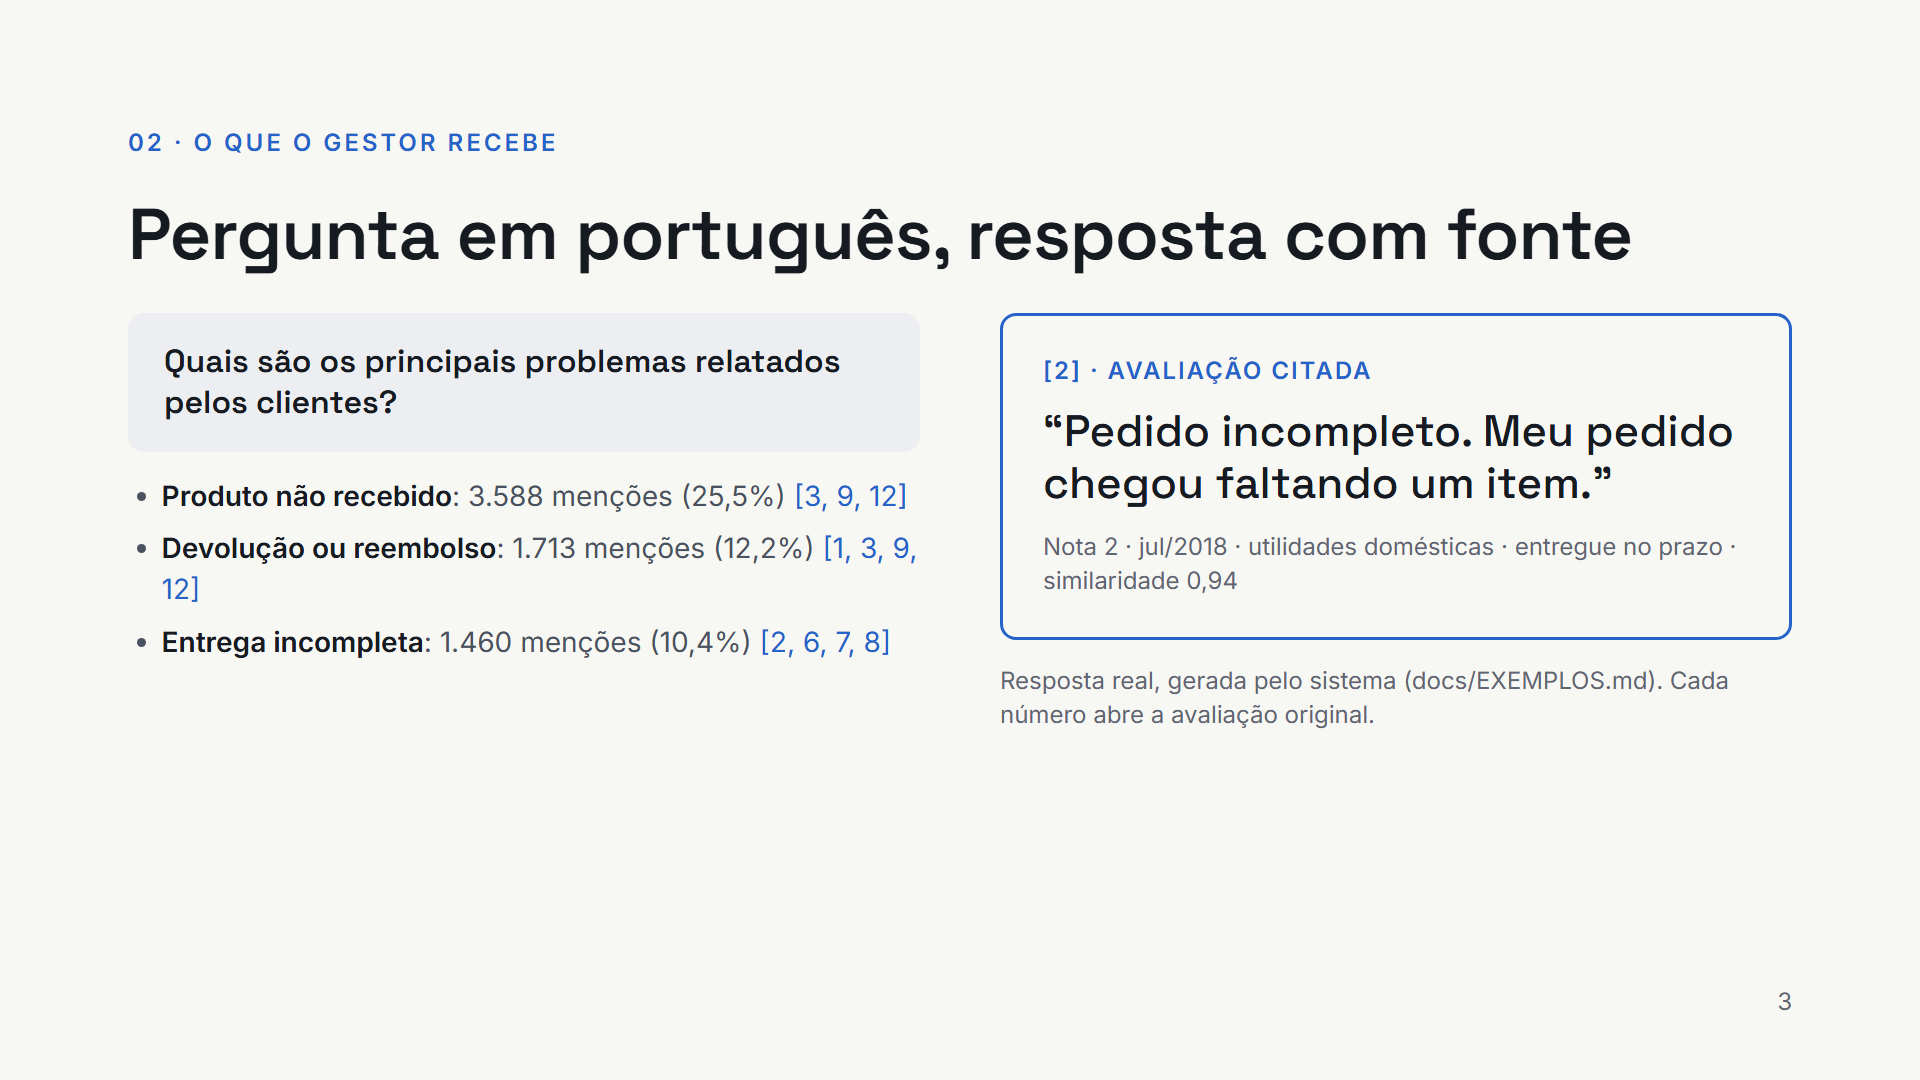 02 · O QUE O GESTOR RECEBE
Pergunta em português, resposta com fonte
Quais são os principais problemas relatados
pelos clientes?
• Produto não recebido: 3.588 menções (25,5%) [3, 9, 12]
• Devolução ou reembolso: 1.713 menções (12,2%) [1, 3, 9,
12]
• Entrega incompleta: 1.460 menções (10,4%) [2, 6, 7, 8]
[2] · AVALIAÇÃO CITADA
“Pedido incompleto. Meu pedido
chegou faltando um item.”
Nota 2 · jul/2018 · utilidades domésticas · entregue no prazo ·
similaridade 0,94
Resposta real, gerada pelo sistema (docs/EXEMPLOS.md). Cada
número abre a avaliação original.
3